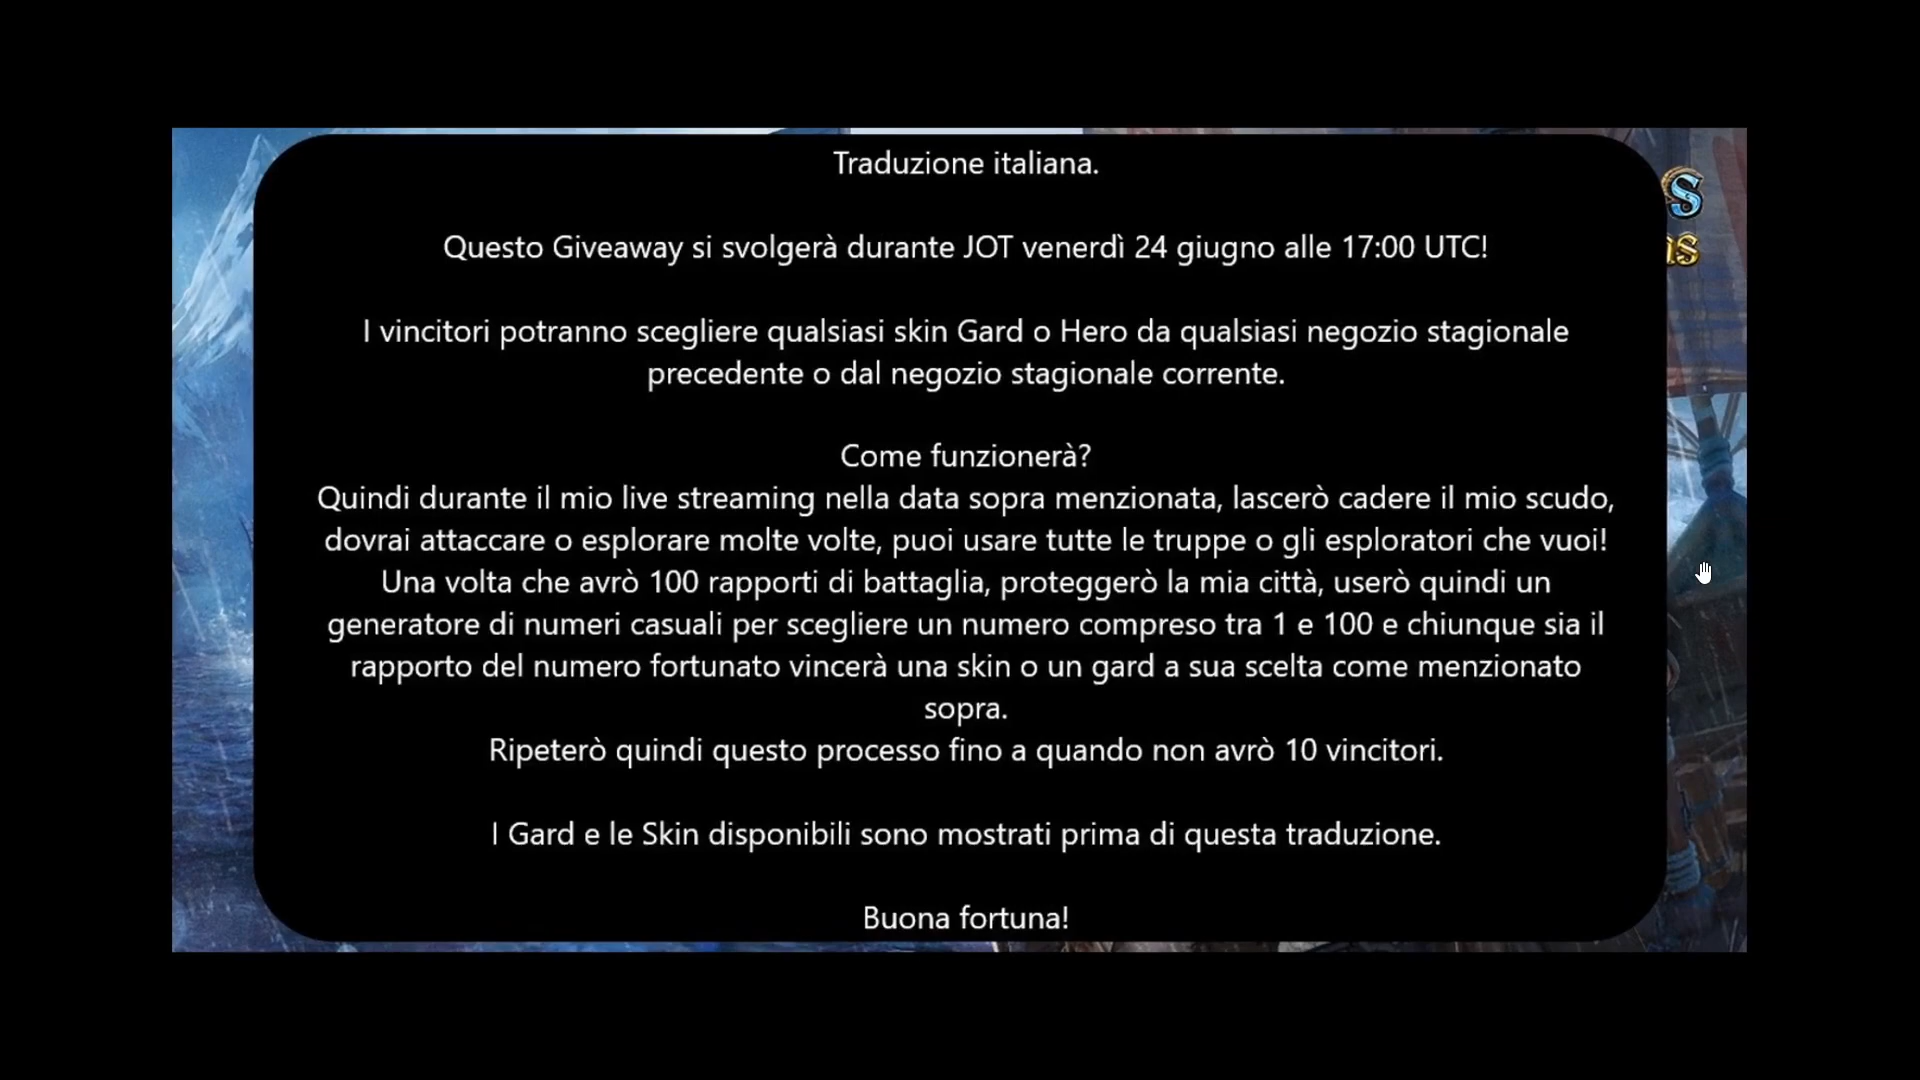 Traduzione italiana.
Questo Giveaway si svolgerà durante JOT venerdì 24 giugno alle 17:00 UTC!
I vincitori potranno scegliere qualsiasi skin Gard o Hero da qualsiasi negozio stagionale
precedente o dal negozio stagionale corrente.
Come funzionerà?
Quindi durante il mio live streaming nella data sopra menzionata, lascerò cadere il mio scudo,
dovrai attaccare o esplorare molte volte, puoi usare tutte le truppe o gli esploratori che vuoi!
Una volta che avrò 100 rapporti di battaglia, proteggerò la mia città, userò quindi un
generatore di numeri casuali per scegliere un numero compreso tra 1 e 100 e chiunque sia il
rapporto del numero fortunato vincerà una skin o un gard a sua scelta come menzionato
sopra.
Ripeterò quindi questo processo fino a quando non avrò 10 vincitori.
I Gard e le Skin disponibili sono mostrati prima di questa traduzione.
Buona fortuna!